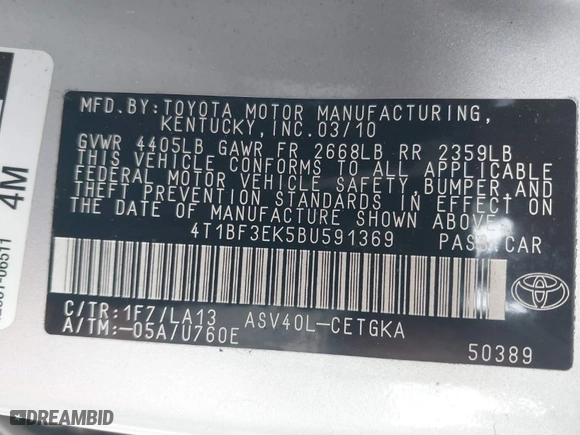 MFD.BY:TOYOTA MOTOR MANUFACTURING,
KENTUCKY,INC.03/10
GVWR 4405LB GAWR FR 2668LB RR 2359LB
THIS VEHICLE CONFORMS TO ALL APPLICABLE
FEDERAL MOTOR VEHICLE SAFETY,BUMPER,AND
THEFT PREVENTION STANDARDS IN EFFECT ON
THE DATE OF MANUFACTURE SHOWN ABOVE.
4T1BF3EK5BU591369 PASS.CAR
C/TR:1F7/LA13 ASV40L-CETGKA
A/TM:-05A/U760E
50389
4M
DREAMBID